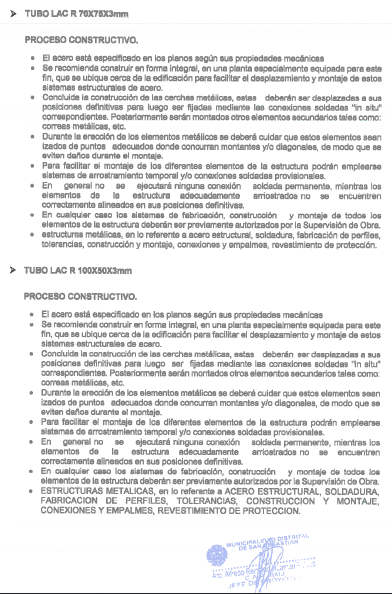 ➤ TUBO LAC R 70X75X3mm
PROCESO CONSTRUCTIVO.
• El acero está especificado en los planos según sus propiedades mecánicas
• Se recomienda construir en forma integral, en una planta especialmente equipada para este
fin, que se ubique cerca de la edificación para facilitar el desplazamiento y montaje de estos
sistemas estructurales de acero.
• Concluida la construcción de las cerchas metálicas, estas deberán ser desplazadas a sus
posiciones definitivas para luego ser fijadas mediante las conexiones soldadas "in situ"
correspondientes. Posteriormente serán montados otros elementos secundarios tales como:
correas metálicas, etc.
• Durante la erección de los elementos metálicos se deberá cuidar que estos elementos sean
izados de puntos adecuados donde concurran montantes y/o diagonales, de modo que se
eviten daños durante el montaje.
• Para facilitar el montaje de los diferentes elementos de la estructura podrán emplearse
sistemas de arrostramiento temporal y/o conexiones soldadas provisionales.
• En general no se ejecutará ninguna conexión soldada permanente, mientras los
elementos de la estructura adecuadamente arriostrados no se encuentren
correctamente alineados en sus posiciones definitivas.
• En cualquier caso los sistemas de fabricación, construcción y montaje de todos los
elementos de la estructura deberán ser previamente autorizados por la Supervisión de Obra.
• estructuras metálicas, en lo referente a acero estructural, soldadura, fabricación de perfiles,
tolerancias, construcción y montaje, conexiones y empalmes, revestimiento de protección.
➤ TUBO LAC R 100X50X3mm
PROCESO CONSTRUCTIVO.
• El acero está especificado en los planos según sus propiedades mecánicas
• Se recomienda construir en forma integral, en una planta especialmente equipada para este
fin, que se ubique cerca de la edificación para facilitar el desplazamiento y montaje de estos
sistemas estructurales de acero.
• Concluida la construcción de las cerchas metálicas, estas deberán ser desplazadas a sus
posiciones definitivas para luego ser fijadas mediante las conexiones soldadas "in situ"
correspondientes. Posteriormente serán montados otros elementos secundarios tales como:
correas metálicas, etc.
• Durante la erección de los elementos metálicos se deberá cuidar que estos elementos sean
izados de puntos adecuados donde concurran montantes y/o diagonales, de modo que se
eviten daños durante el montaje.
• Para facilitar el montaje de los diferentes elementos de la estructura podrán emplearse
sistemas de arrostramiento temporal y/o conexiones soldadas provisionales.
• En general no se ejecutará ninguna conexión soldada permanente, mientras los
elementos de la estructura adecuadamente arriostrados no se encuentren
correctamente alineados en sus posiciones definitivas.
• En cualquier caso los sistemas de fabricación, construcción y montaje de todos los
elementos de la estructura deberán ser previamente autorizados por la Supervisión de Obra.
• ESTRUCTURAS METALICAS, en lo referente a ACERO ESTRUCTURAL, SOLDADURA,
FABRICACION DE PERFILES, TOLERANCIAS, CONSTRUCCION Y MONTAJE,
CONEXIONES Y EMPALMES, REVESTIMIENTO DE PROTECCION.
MUNICIPALIDAD DISTRITAL
DE SAN SEBASTIAN
Alfredo
JEFE DE